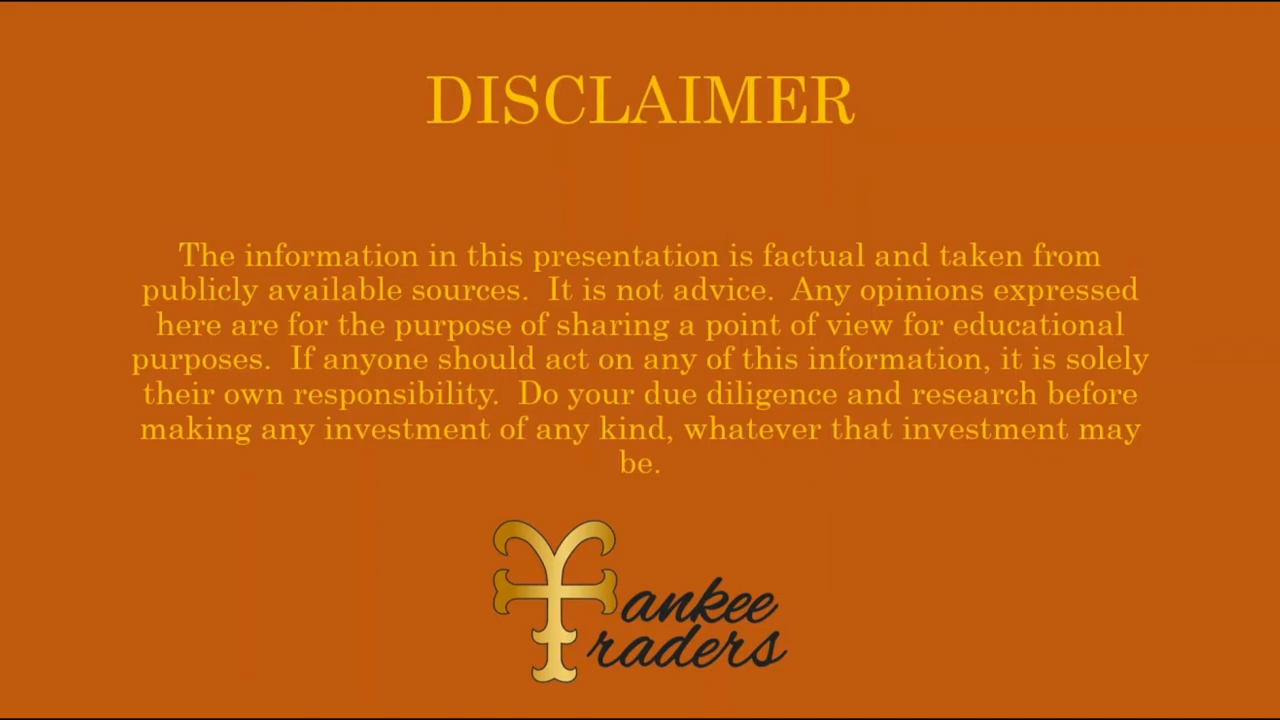 DISCLAIMER
The information in this presentation is factual and taken from
publicly available sources.  It is not advice.  Any opinions expressed
here are for the purpose of sharing a point of view for educational
purposes.  If anyone should act on any of this information, it is solely
their own responsibility.  Do your due diligence and research before
making any investment of any kind, whatever that investment may
be.
Yankee
Traders